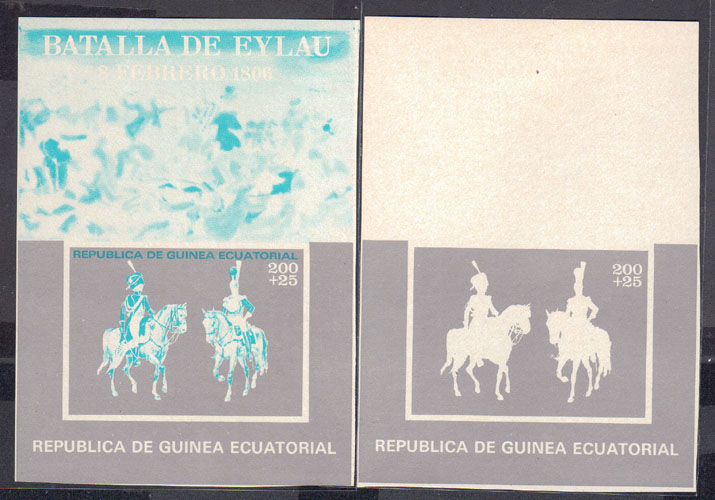 BATALLA DE EYLAU
8 FEBRERO 1806
REPUBLICA DE GUINEA ECUATORIAL
200
+25
REPUBLICA DE GUINEA ECUATORIAL
200
+25
REPUBLICA DE GUINEA ECUATORIAL